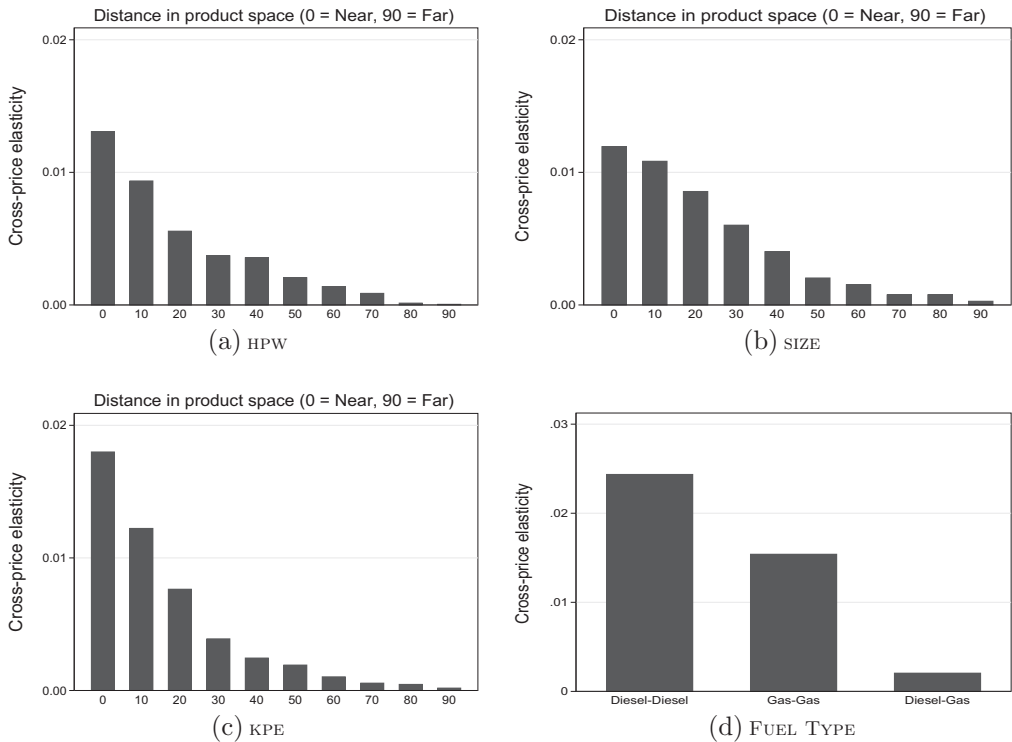 Distance in product space (0 = Near, 90 = Far)
Cross-price elasticity
0.02
0.01
0.00
0 10 20 30 40 50 60 70 80 90
(a) HPW
Distance in product space (0 = Near, 90 = Far)
Cross-price elasticity
0.02
0.01
0.00
0 10 20 30 40 50 60 70 80 90
(b) SIZE
Distance in product space (0 = Near, 90 = Far)
Cross-price elasticity
0.02
0.01
0.00
0 10 20 30 40 50 60 70 80 90
(c) KPE
Cross-price elasticity
.03
.02
.01
0
Diesel-Diesel Gas-Gas Diesel-Gas
(d) FUEL TYPE